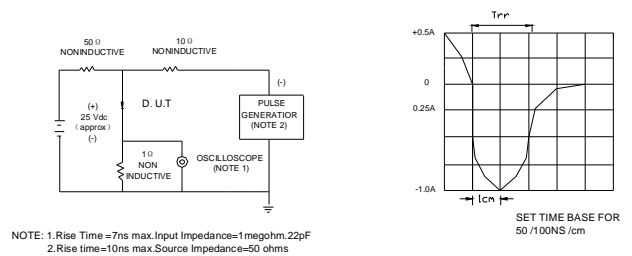 50 Ω
NONINDUCTIVE
10 Ω
NONINDUCTIVE
(+)
25 Vdc
(approx)
(-)
D. U.T
1 Ω
NON
INDUCTIVE
OSCILLOSCOPE
(NOTE 1)
(-)
PULSE
GENERATIOR
(NOTE 2)
NOTE: 1.Rise Time =7ns max.Input Impedance=1megohm.22pF
2.Rise time=10ns max.Source Impedance=50 ohms
Trr
+0.5A
0
0.25A
-1.0A
1cm
SET TIME BASE FOR
50 /100NS /cm